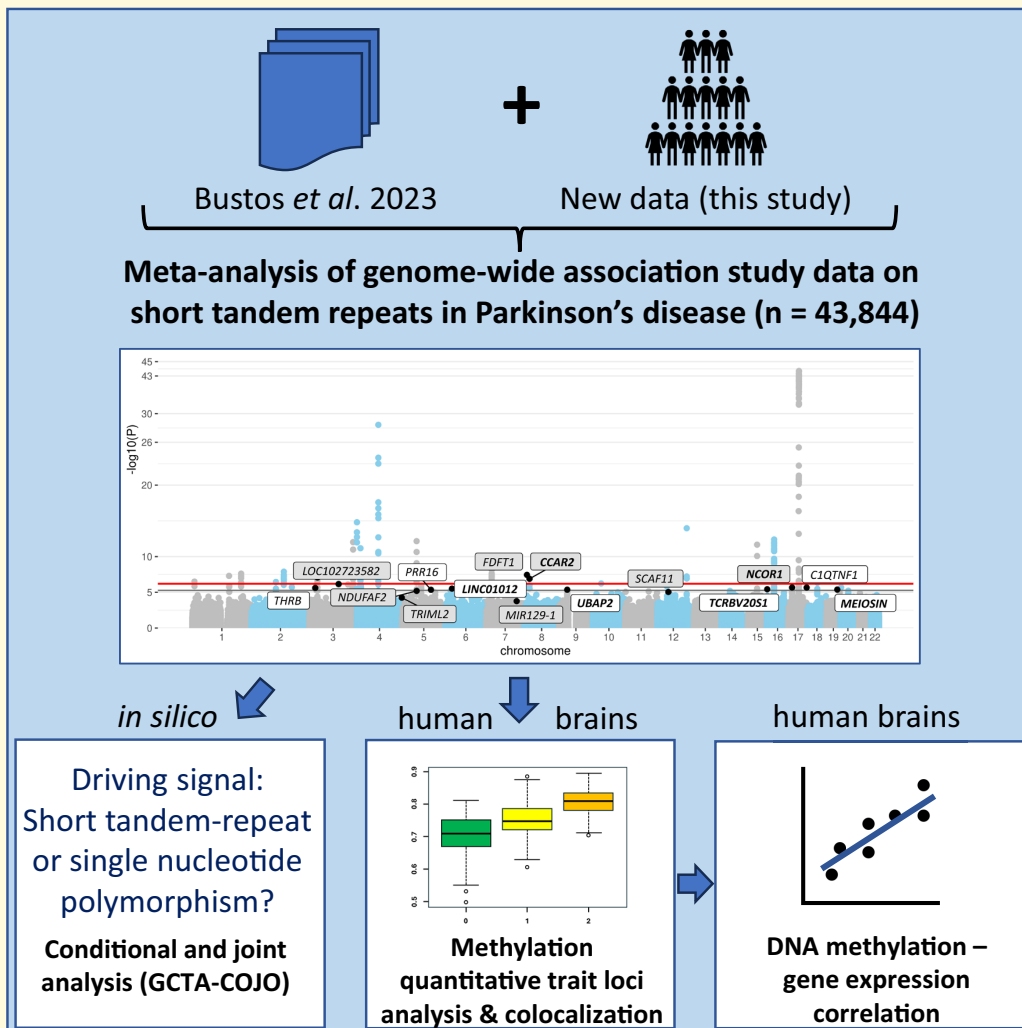 Bustos et al. 2023
+
New data (this study)
Meta-analysis of genome-wide association study data on
short tandem repeats in Parkinson’s disease (n = 43,844)
-log10(P)
45
43
30
26
20
10
5
0
LOC102723582
PRR16
FDFT1
CCAR2
SCAF11
NCOR1
C1QTNF1
THRB
NDUFAF2
LINC01012
TRIML2
MIR129-1
UBAP2
TCRBV20S1
MEIOSIN
1 2 3 4 5 6 7 8 9 10 11 12 13 14 15 16 17 18 19 20 21 22
chromosome
in silico
human brains
human brains
Driving signal:
Short tandem-repeat
or single nucleotide
polymorphism?
Conditional and joint
analysis (GCTA-COJO)
0.9
0.8
0.7
0.6
0.5
0 1 2
Methylation
quantitative trait loci
analysis & colocalization
DNA methylation –
gene expression
correlation